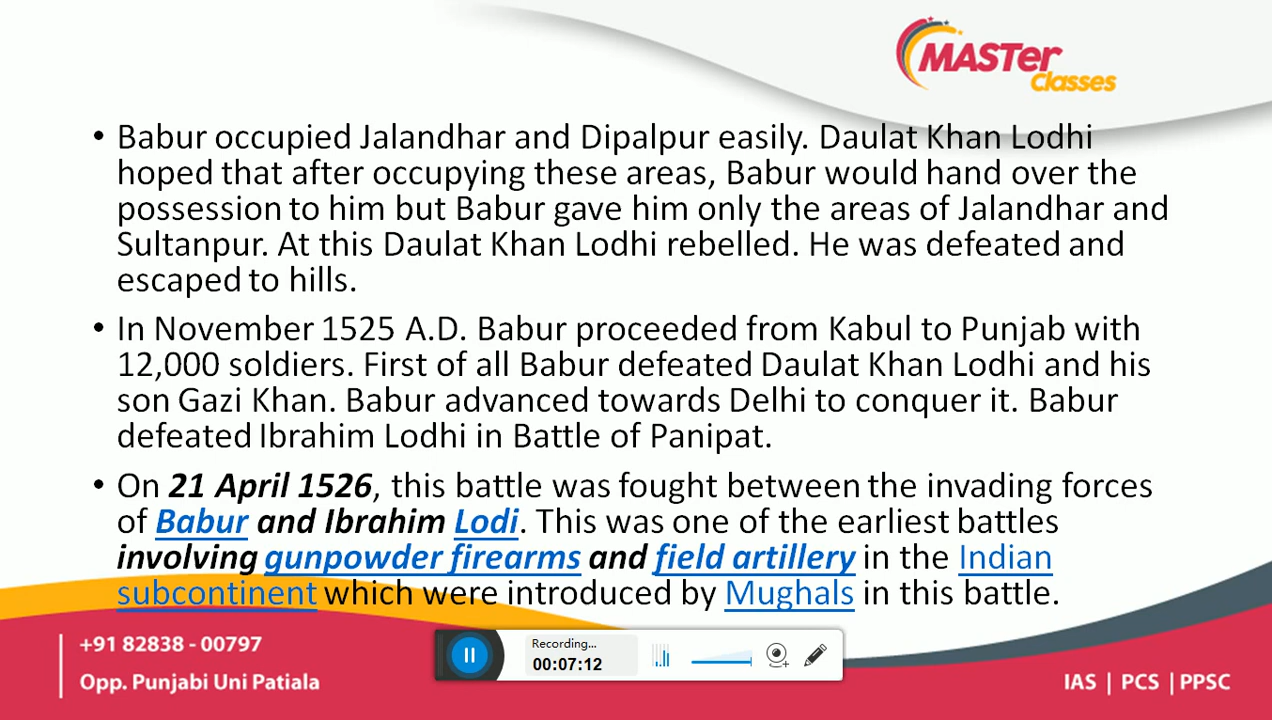 MASTer
Classes
• Babur occupied Jalandhar and Dipalpur easily. Daulat Khan Lodhi
hoped that after occupying these areas, Babur would hand over the
possession to him but Babur gave him only the areas of Jalandhar and
Sultanpur. At this Daulat Khan Lodhi rebelled. He was defeated and
escaped to hills.
• In November 1525 A.D. Babur proceeded from Kabul to Punjab with
12,000 soldiers. First of all Babur defeated Daulat Khan Lodhi and his
son Gazi Khan. Babur advanced towards Delhi to conquer it. Babur
defeated Ibrahim Lodhi in Battle of Panipat.
• On 21 April 1526, this battle was fought between the invading forces
of Babur and Ibrahim Lodi. This was one of the earliest battles
involving gunpowder firearms and field artillery in the Indian
subcontinent which were introduced by Mughals in this battle.
+91 82838 - 00797
Opp. Punjabi Uni Patiala
Recording...
00:07:12
IAS | PCS | PPSC